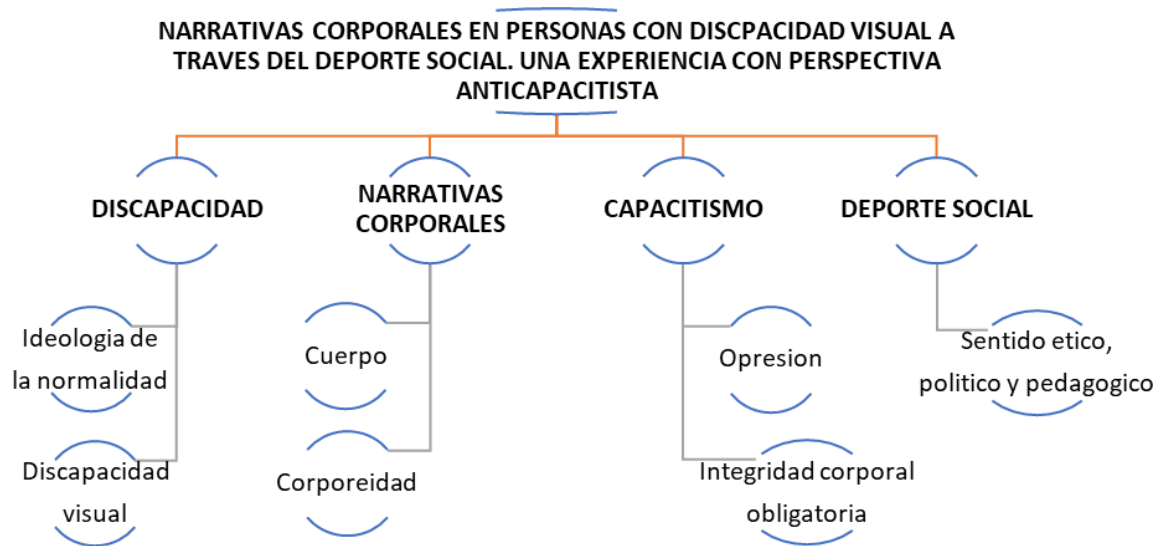 NARRATIVAS CORPORALES EN PERSONAS CON DISCPACIDAD VISUAL A
TRAVES DEL DEPORTE SOCIAL. UNA EXPERIENCIA CON PERSPECTIVA
ANTICAPACITISTA
DISCAPACIDAD
NARRATIVAS
CORPORALES
CAPACITISMO
DEPORTE SOCIAL
Ideologia de
la normalidad
Discapacidad
visual
Cuerpo
Corporeidad
Opresion
Integridad corporal
obligatoria
Sentido etico,
politico y pedagogico